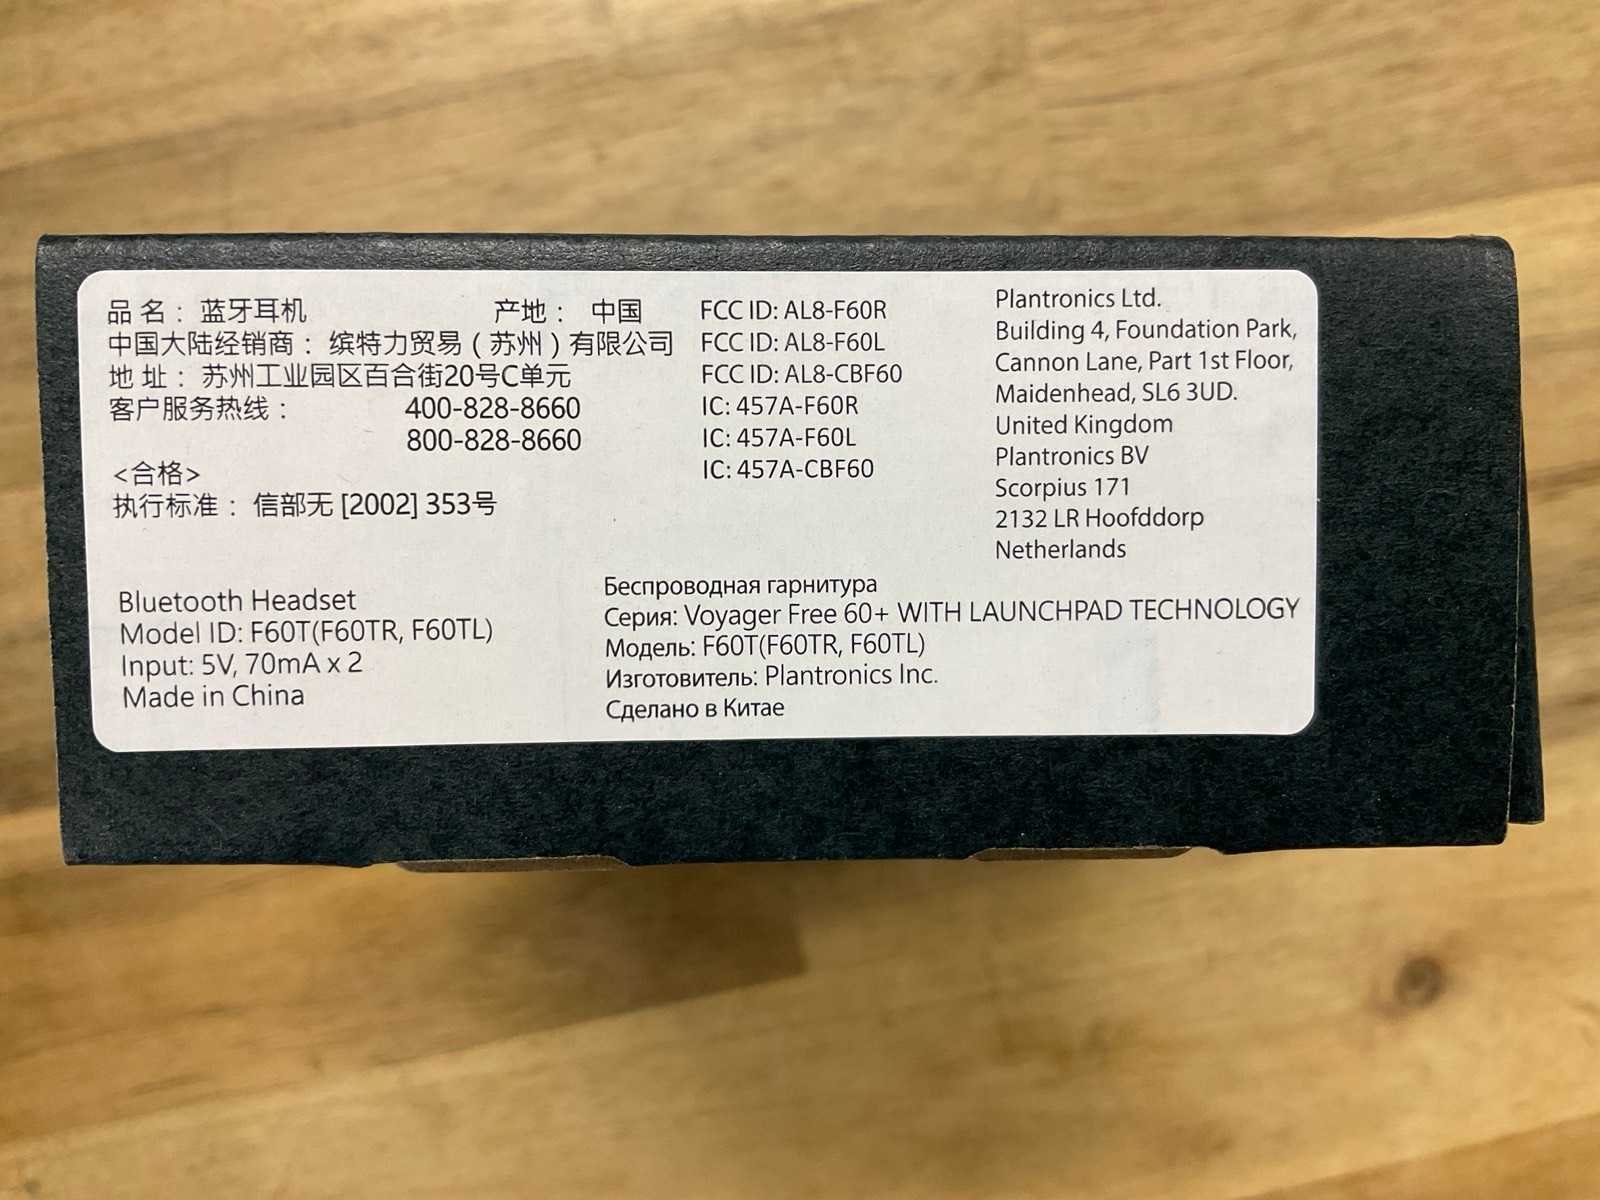 品 名： 蓝牙耳机 产地： 中国
中国大陆经销商： 缤特力贸易（苏州）有限公司
地 址： 苏州工业园区百合街20号C单元
客户服务热线： 400-828-8660
800-828-8660
<合格>
执行标准： 信部无 [2002] 353号
FCC ID: AL8-F60R
FCC ID: AL8-F60L
FCC ID: AL8-CBF60
IC: 457A-F60R
IC: 457A-F60L
IC: 457A-CBF60
Plantronics Ltd.
Building 4, Foundation Park,
Cannon Lane, Part 1st Floor,
Maidenhead, SL6 3UD.
United Kingdom
Plantronics BV
Scorpius 171
2132 LR Hoofddorp
Netherlands
Bluetooth Headset
Model ID: F60T(F60TR, F60TL)
Input: 5V, 70mA x 2
Made in China
Беспроводная гарнитура
Серия: Voyager Free 60+ WITH LAUNCHPAD TECHNOLOGY
Модель: F60T(F60TR, F60TL)
Изготовитель: Plantronics Inc.
Сделано в Китае